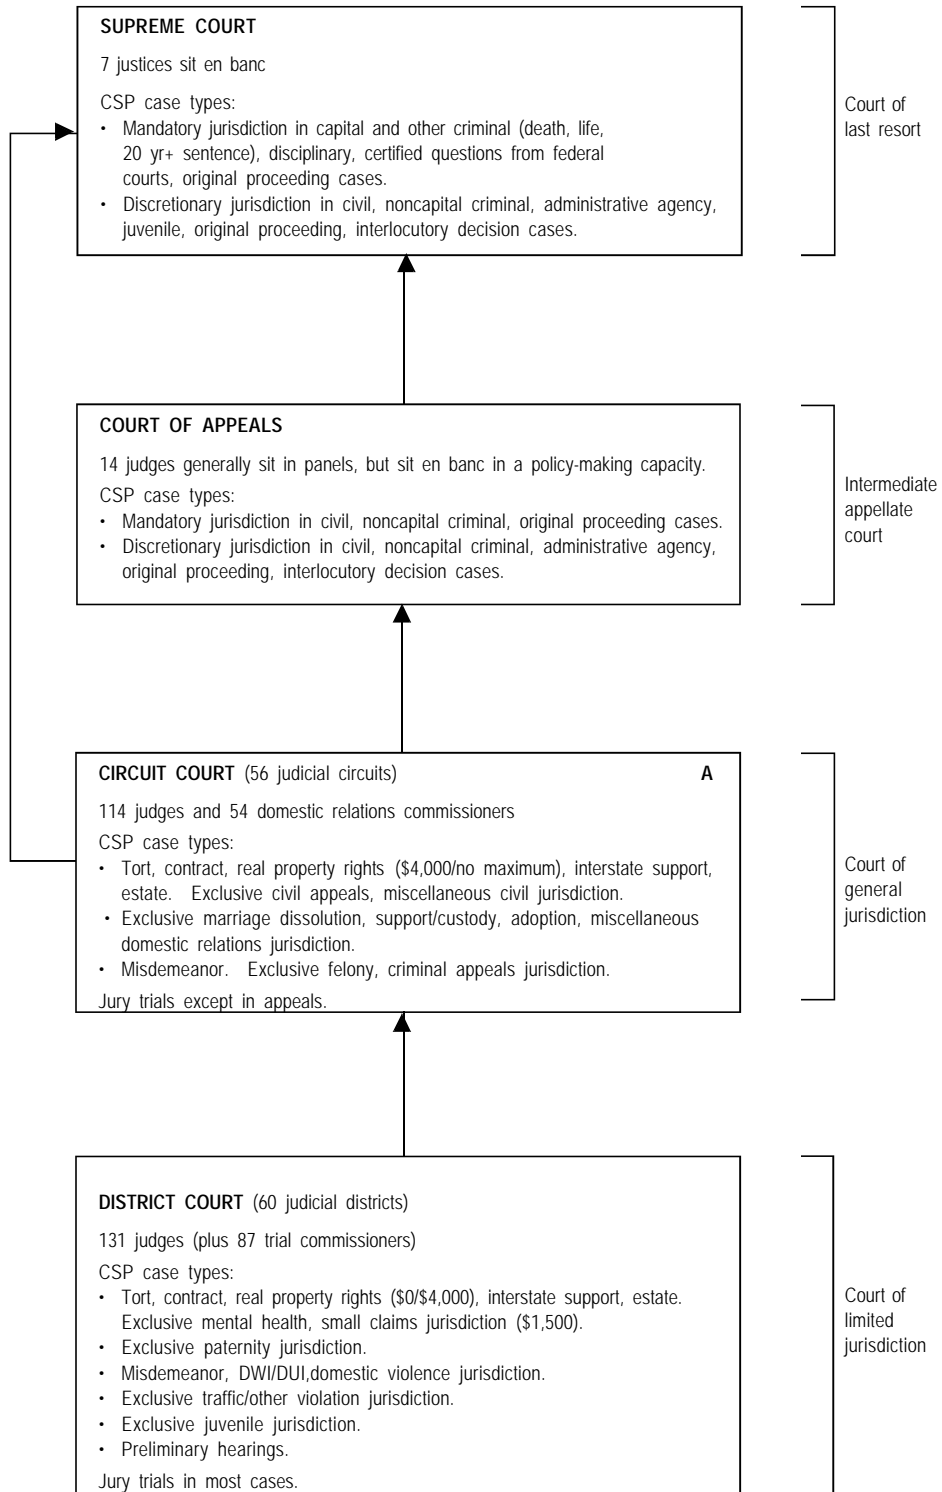 SUPREME COURT
7 justices sit en banc
CSP case types:
• Mandatory jurisdiction in capital and other criminal (death, life,
20 yr+ sentence), disciplinary, certified questions from federal
courts, original proceeding cases.
• Discretionary jurisdiction in civil, noncapital criminal, administrative agency,
juvenile, original proceeding, interlocutory decision cases.
Court of
last resort
COURT OF APPEALS
14 judges generally sit in panels, but sit en banc in a policy-making capacity.
CSP case types:
• Mandatory jurisdiction in civil, noncapital criminal, original proceeding cases.
• Discretionary jurisdiction in civil, noncapital criminal, administrative agency,
original proceeding, interlocutory decision cases.
Intermediate
appellate
court
CIRCUIT COURT (56 judicial circuits) A
114 judges and 54 domestic relations commissioners
CSP case types:
• Tort, contract, real property rights ($4,000/no maximum), interstate support,
estate. Exclusive civil appeals, miscellaneous civil jurisdiction.
• Exclusive marriage dissolution, support/custody, adoption, miscellaneous
domestic relations jurisdiction.
• Misdemeanor. Exclusive felony, criminal appeals jurisdiction.
Jury trials except in appeals.
Court of
general
jurisdiction
DISTRICT COURT (60 judicial districts)
131 judges (plus 87 trial commissioners)
CSP case types:
• Tort, contract, real property rights ($0/$4,000), interstate support, estate.
Exclusive mental health, small claims jurisdiction ($1,500).
• Exclusive paternity jurisdiction.
• Misdemeanor, DWI/DUI,domestic violence jurisdiction.
• Exclusive traffic/other violation jurisdiction.
• Exclusive juvenile jurisdiction.
• Preliminary hearings.
Jury trials in most cases.
Court of
limited
jurisdiction